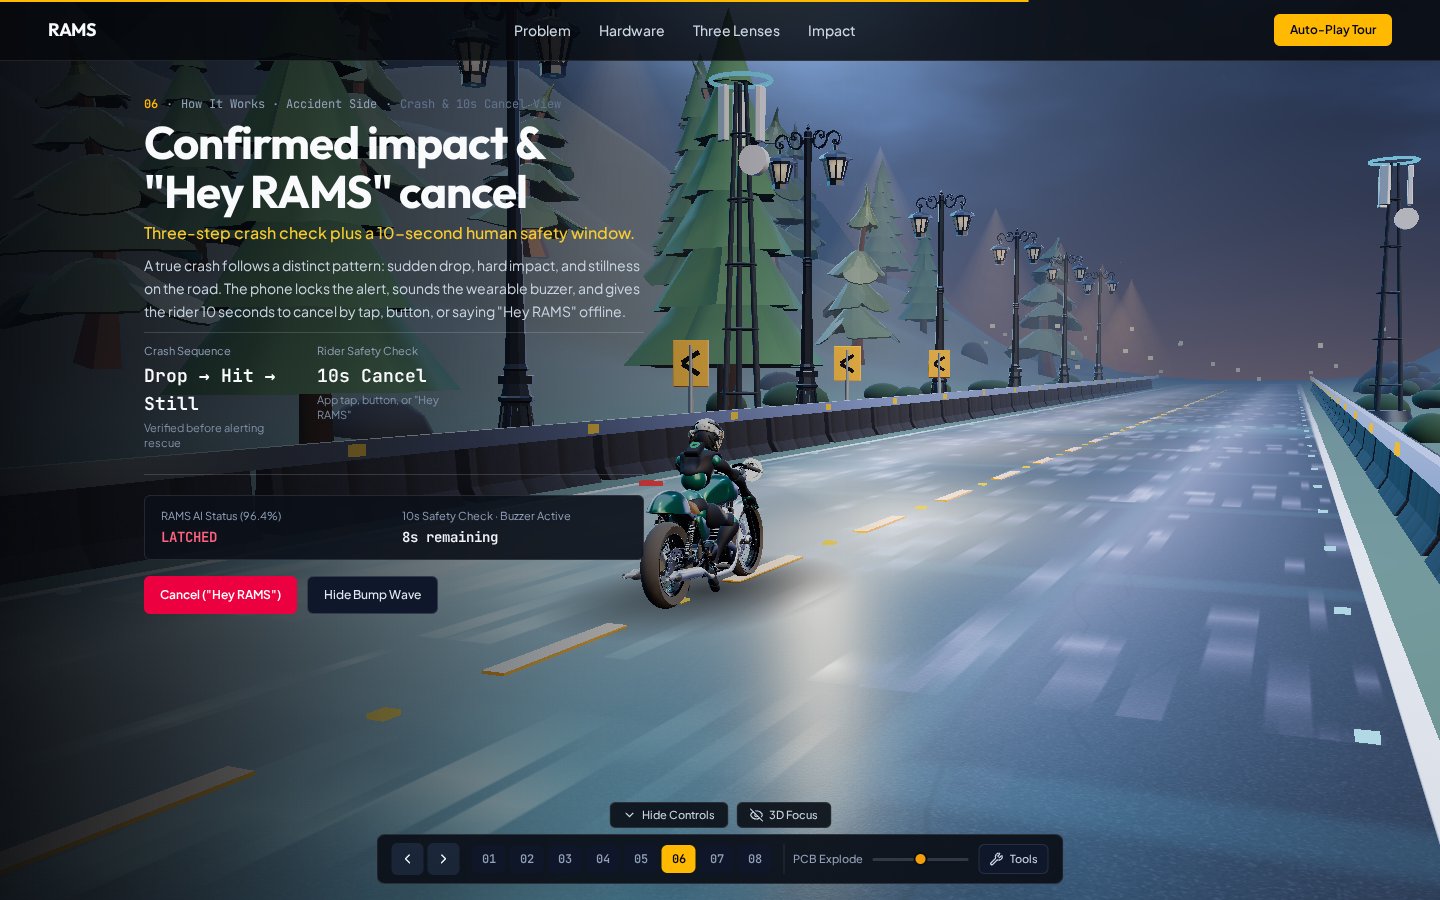 RAMS
Problem
Hardware
Three Lenses
Impact
Auto-Play Tour
06 · How It Works · Accident Side · Crash & 10s Cancel View
Confirmed impact &
"Hey RAMS" cancel
Three-step crash check plus a 10-second human safety window.
A true crash follows a distinct pattern: sudden drop, hard impact, and stillness
on the road. The phone locks the alert, sounds the wearable buzzer, and gives
the rider 10 seconds to cancel by tap, button, or saying "Hey RAMS" offline.
Crash Sequence
Drop → Hit →
Still
Verified before alerting
rescue
Rider Safety Check
10s Cancel
App tap, button, or "Hey
RAMS"
RAMS AI Status (96.4%)
LATCHED
10s Safety Check · Buzzer Active
8s remaining
Cancel ("Hey RAMS")
Hide Bump Wave
Hide Controls
3D Focus
01
02
03
04
05
06
07
08
PCB Explode
Tools